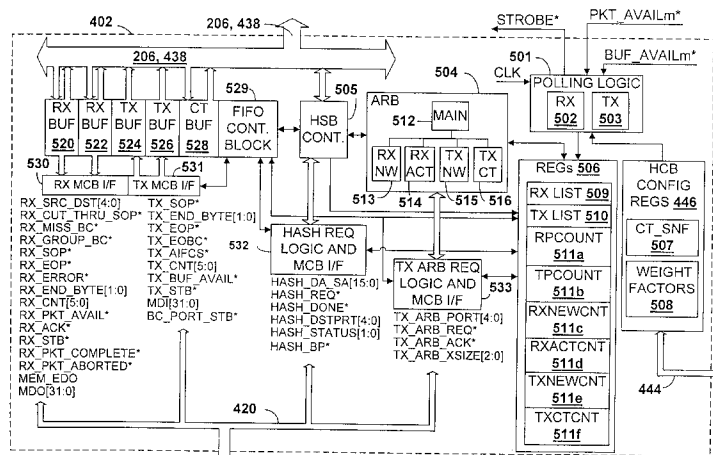 402
206, 438
STROBE*
PKT_AVAILm*
BUF_AVAILm*
501
CLK
POLLING LOGIC
RX
502
TX
503
206, 438
529
505
504
RX
BUF
520
RX
BUF
522
TX
BUF
524
TX
BUF
526
CT
BUF
528
FIFO
CONT.
BLOCK
HSB
CONT.
ARB
512
MAIN
RX
NW
RX
ACT
TX
NW
TX
CT
513
514
515
516
530
531
RX MCB I/F
TX MCB I/F
RX_SRC_DST[4:0]
RX_CUT_THRU_SOP*
RX_MISS_BC*
RX_GROUP_BC*
RX_SOP*
RX_EOP*
RX_ERROR*
RX_END_BYTE[1:0]
RX_CNT[5:0]
RX_PKT_AVAIL*
RX_ACK*
RX_STB*
RX_PKT_COMPLETE*
RX_PKT_ABORTED*
MEM_EDO
MDO[31:0]
TX_SOP*
TX_END_BYTE[1:0]
TX_EOP*
TX_EOBC*
TX_AIFCS*
TX_CNT[5:0]
TX_BUF_AVAIL*
TX_STB*
MDI[31:0]
BC_PORT_STB*
532
HASH REQ
LOGIC AND
MCB I/F
HASH_DA_SA[15:0]
HASH_REQ*
HASH_DONE*
HASH_DSTPRT[4:0]
HASH_STATUS[1:0]
HASH_BP*
TX ARB REQ
LOGIC AND
MCB I/F
533
TX_ARB_PORT[4:0]
TX_ARB_REQ*
TX_ARB_ACK*
TX_ARB_XSIZE[2:0]
REGs 506
RX LIST 509
TX LIST 510
RPCOUNT
511a
TPCOUNT
511b
RXNEWCNT
511c
RXACTCNT
511d
TXNEWCNT
511e
TXCTCNT
511f
HCB
CONFIG
REGS 446
CT_SNF
507
WEIGHT
FACTORS
508
444
420